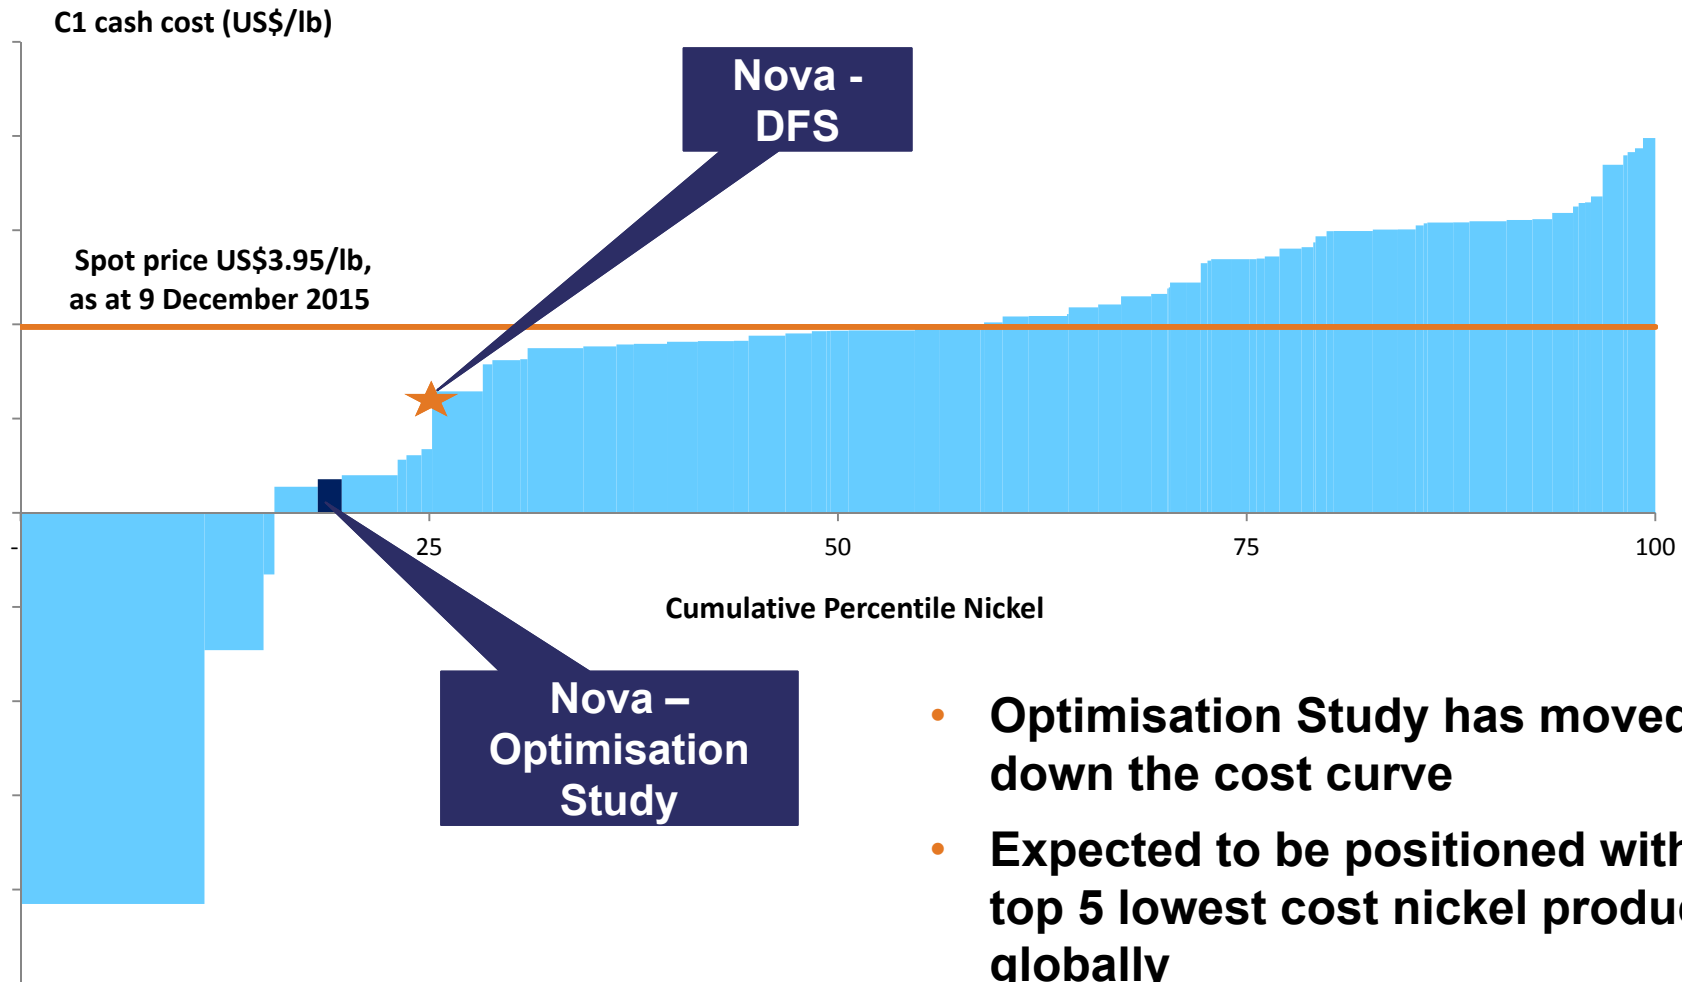 C1 cash cost (US$/lb)
Nova -
DFS
Spot price US$3.95/lb,
as at 9 December 2015
-
25
50
75
100
Cumulative Percentile Nickel
Nova –
Optimisation
Study
• Optimisation Study has moved
down the cost curve
• Expected to be positioned with
top 5 lowest cost nickel produ
globally